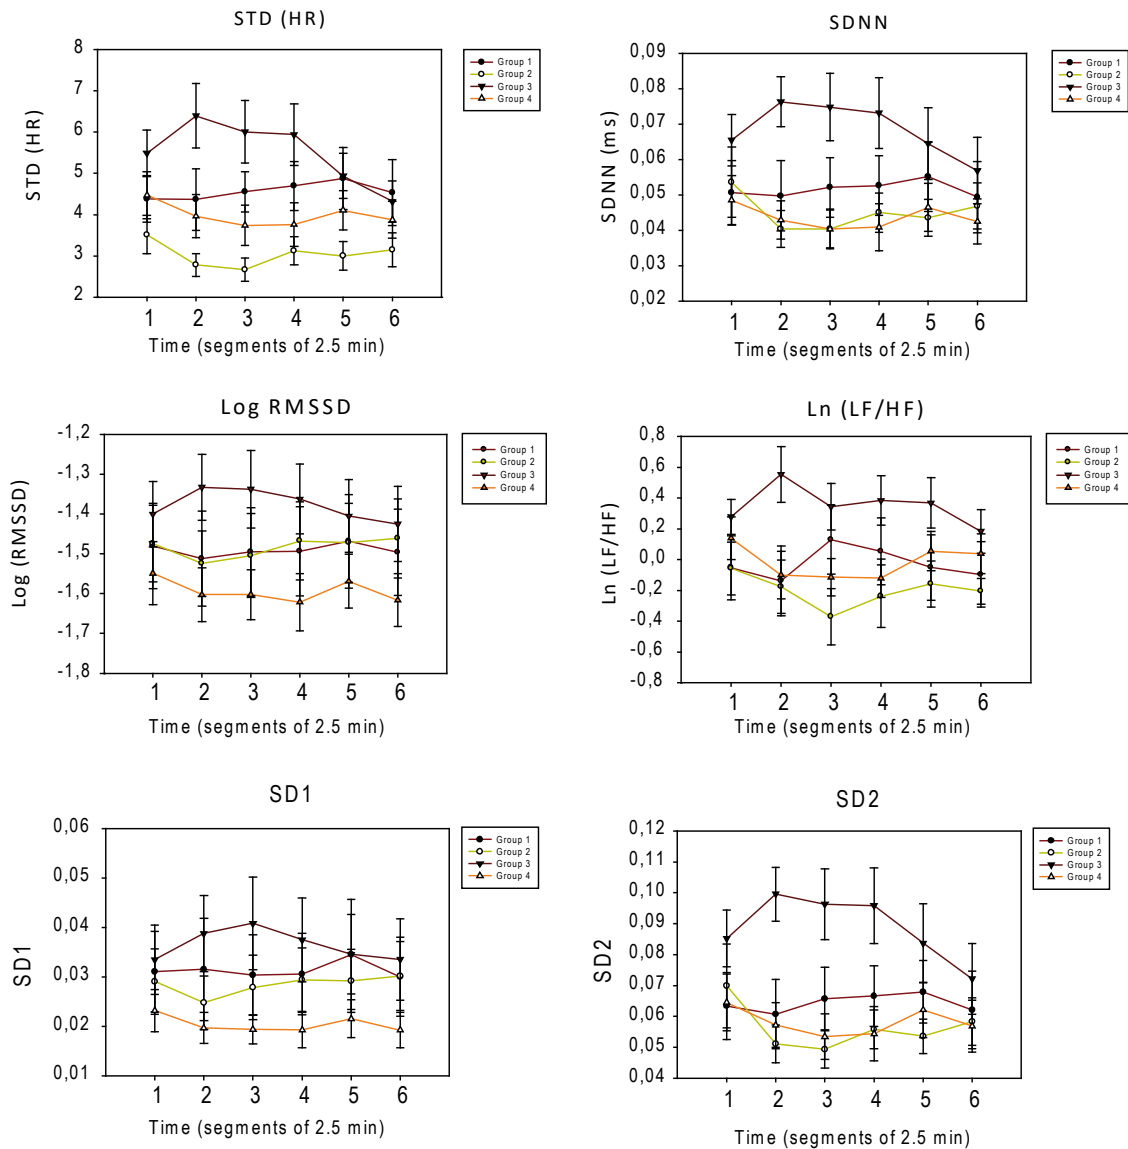 STD (HR)
8
7
6
5
4
3
2
STD (HR)
1 2 3 4 5 6
Time (segments of 2.5 min)
Group 1
Group 2
Group 3
Group 4
SDNN
0,09
0,08
0,07
0,06
0,05
0,04
0,03
0,02
SDNN (ms)
1 2 3 4 5 6
Time (segments of 2.5 min)
Group 1
Group 2
Group 3
Group 4
Log RMSSD
-1,2
-1,3
-1,4
-1,5
-1,6
-1,7
-1,8
Log (RMSSD)
1 2 3 4 5 6
Time (segments of 2.5 min)
Group 1
Group 2
Group 3
Group 4
Ln (LF/HF)
0,8
0,6
0,4
0,2
0,0
-0,2
-0,4
-0,6
-0,8
Ln (LF/HF)
1 2 3 4 5 6
Time (segments of 2.5 min)
Group 1
Group 2
Group 3
Group 4
SD1
0,06
0,05
0,04
0,03
0,02
0,01
SD1
1 2 3 4 5 6
Time (segments of 2.5 min)
Group 1
Group 2
Group 3
Group 4
SD2
0,12
0,11
0,10
0,09
0,08
0,07
0,06
0,05
0,04
SD2
1 2 3 4 5 6
Time (segments of 2.5 min)
Group 1
Group 2
Group 3
Group 4